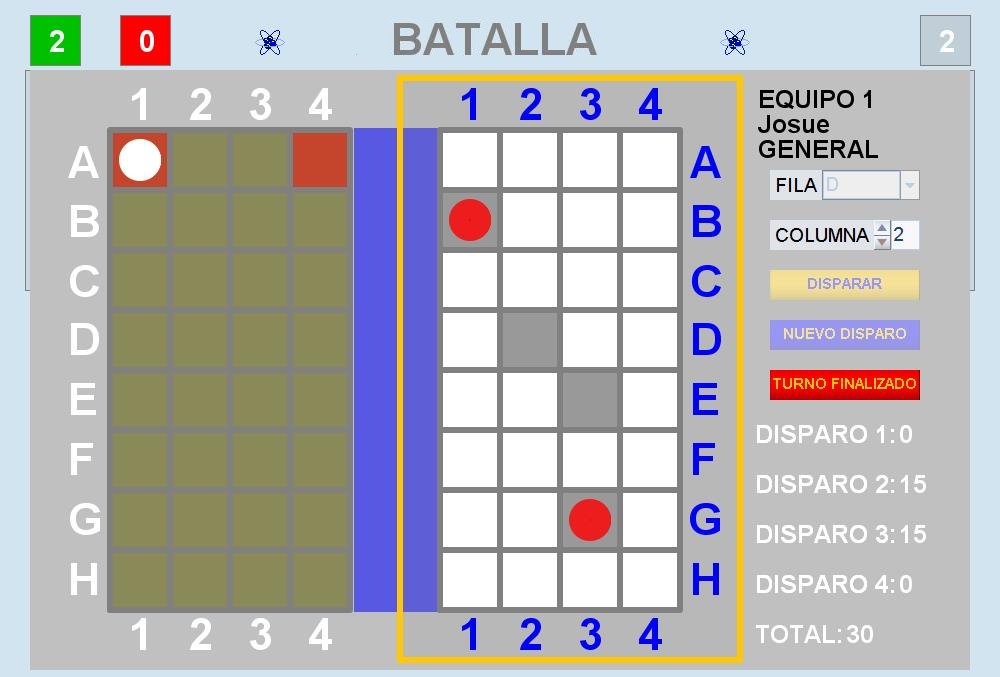 2 0 BATALLA 2
1 2 3 4 1 2 3 4
A A
B B
C C
D D
E E
F F
G G
H H
1 2 3 4 1 2 3 4
EQUIPO 1
Josue
GENERAL
FILA D
COLUMNA 2
DISPARAR
NUEVO DISPARO
TURNO FINALIZADO
DISPARO 1:0
DISPARO 2:15
DISPARO 3:15
DISPARO 4:0
TOTAL:30